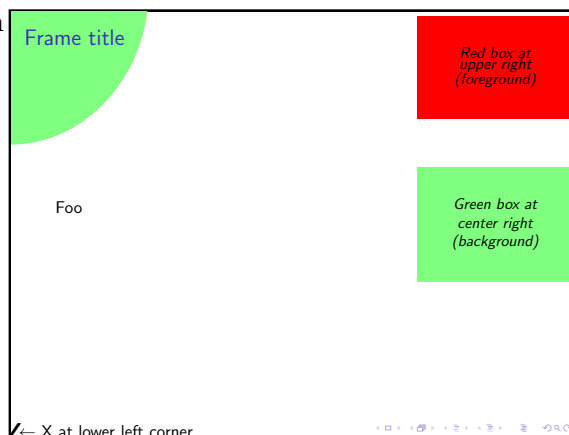 Frame title
Red box at
upper right
(foreground)
Foo
Green box at
center right
(background)
← X at lower left corner